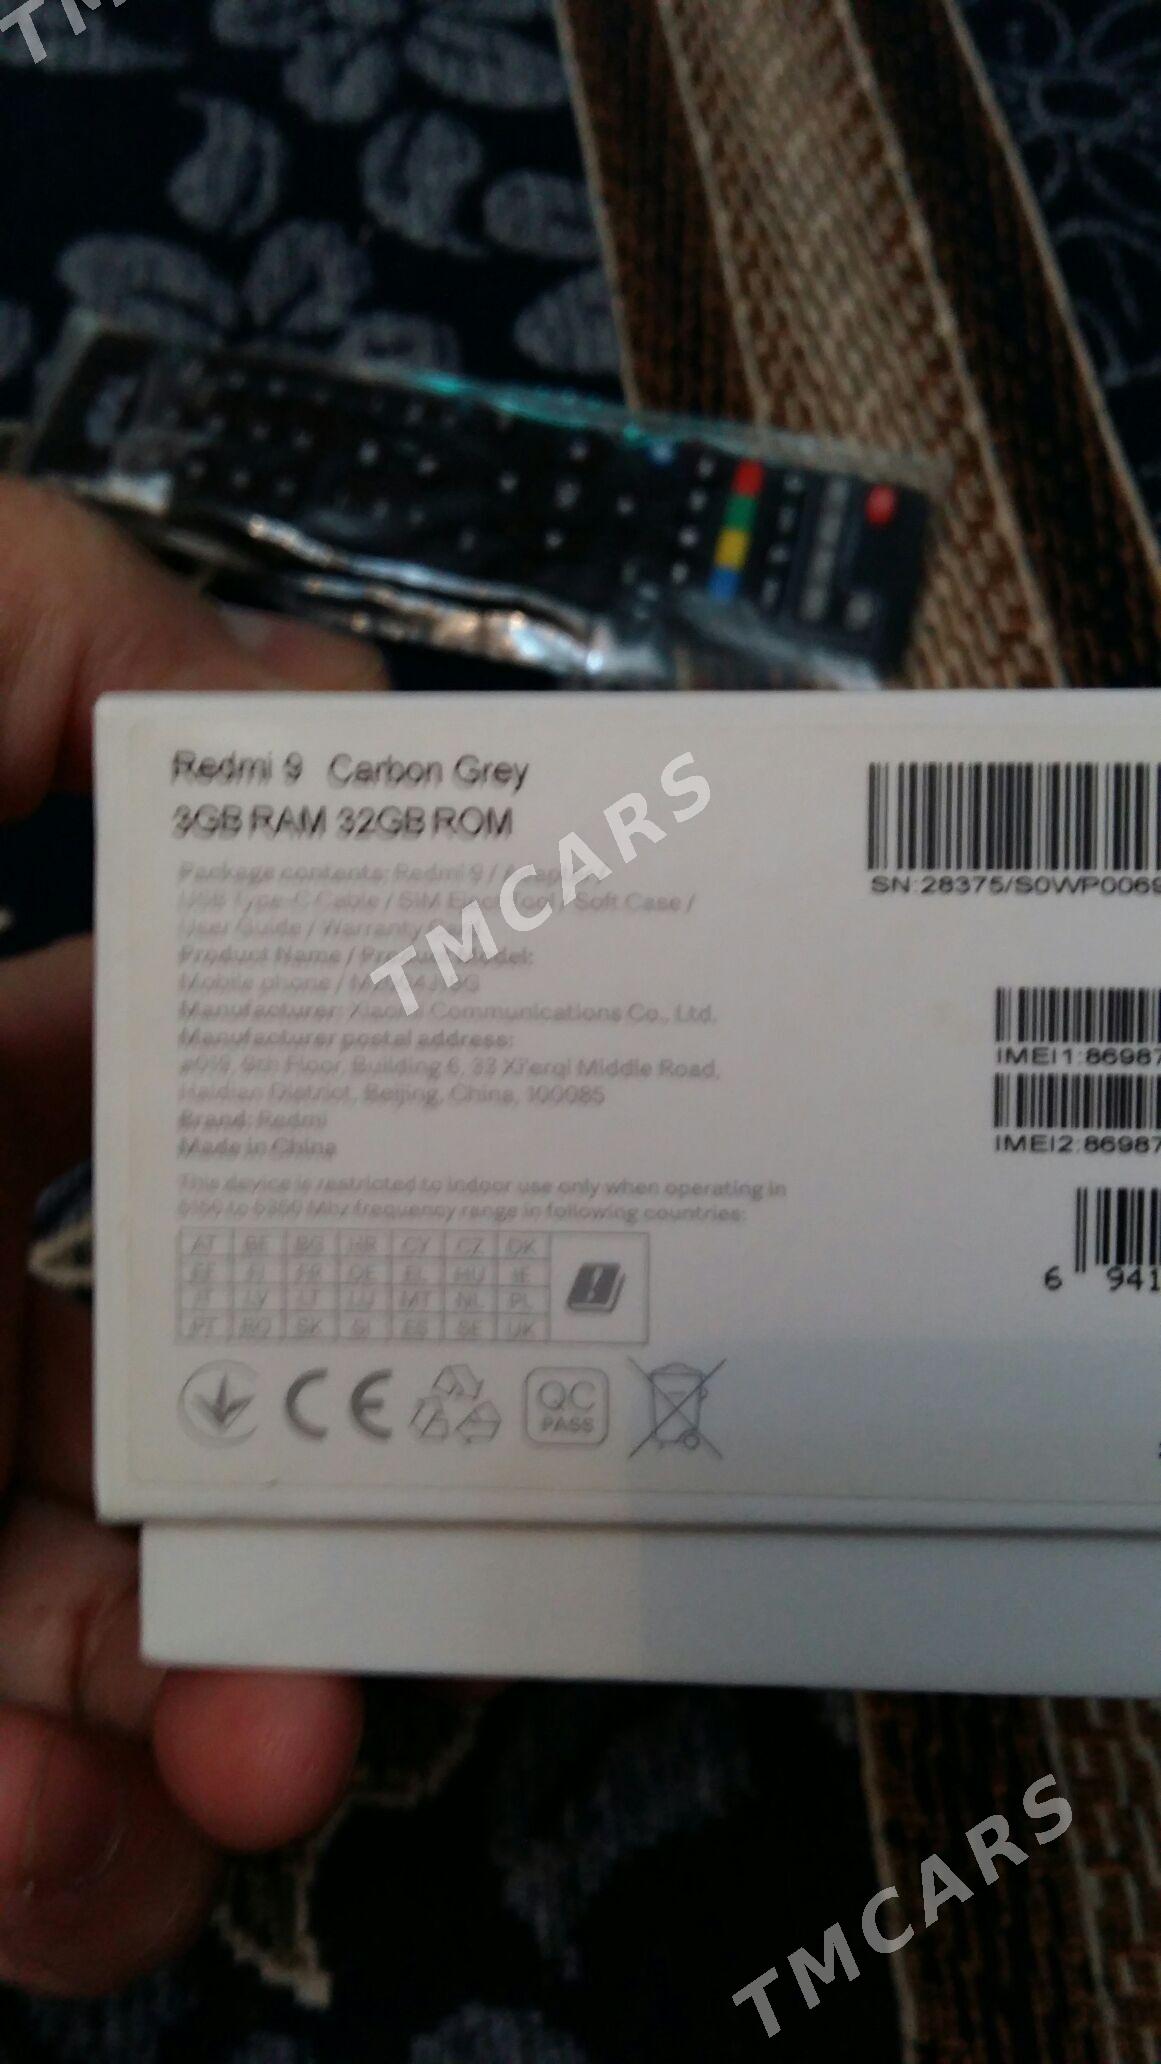 TM
Redmi 9 Carbon Grey
3GB RAM 32GB ROM
Package contents: Redmi 9 /
USB Type-C Cable / SIM Eject Tool / Soft Case /
User Guide / Warranty
Product Name / Product Model:
Mobile phone /
Manufacturer: Xiaomi Communications Co., Ltd.
Manufacturer postal address:
#019, 9th Floor, Building 6, 33 Xi'erqi Middle Road,
Haidian District, Beijing, China, 100085
Brand: Redmi
Made in China
This device is restricted to indoor use only when operating in
5150 to 5350 Mhz frequency range in following countries:
AT BE BG HR CY CZ DK
EE FI FR DE EL HU IE
IT LV LT LU MT NL PL
PT RO SK SI ES SE UK
CE
QC
PASS
SN:28375/S0WP0069
IMEI1:86987
IMEI2:86987
6 941
TMCARS
TMCARS